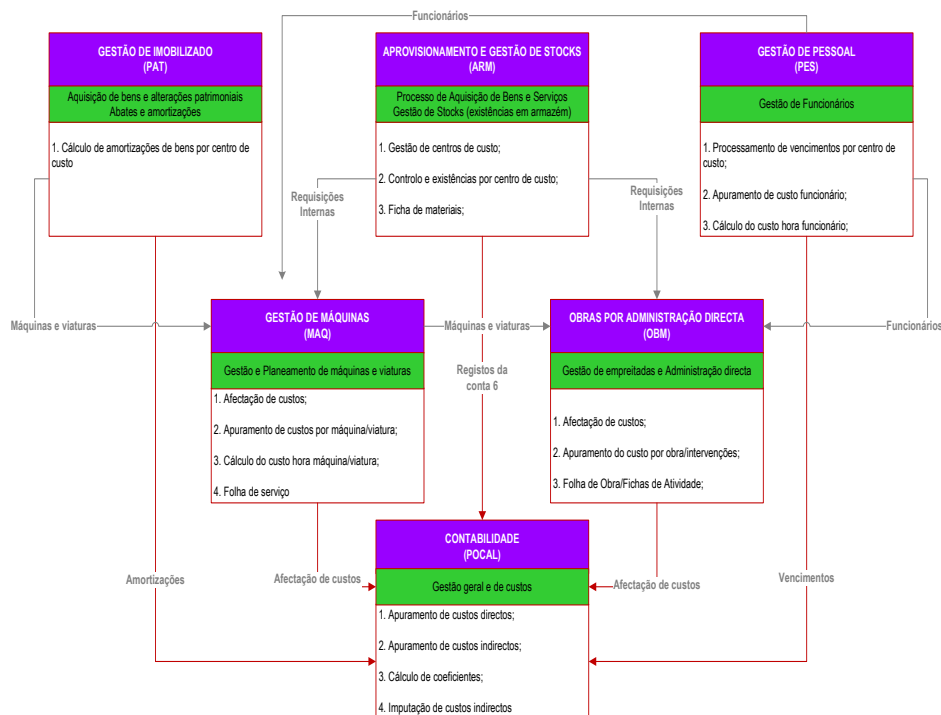 Funcionários
GESTÃO DE IMOBILIZADO
(PAT)
Aquisição de bens e alterações patrimoniais
Abates e amortizações
1. Cálculo de amortizações de bens por centro de
custo
APROVISIONAMENTO E GESTÃO DE STOCKS
(ARM)
Processo de Aquisição de Bens e Serviços
Gestão de Stocks (existências em armazém)
1. Gestão de centros de custo;
2. Controlo e existências por centro de custo;
3. Ficha de materiais;
GESTÃO DE PESSOAL
(PES)
Gestão de Funcionários
1. Processamento de vencimentos por centro de
custo;
2. Apuramento de custo funcionário;
3. Cálculo do custo hora funcionário;
Requisições
Internas
Requisições
Internas
Máquinas e viaturas
GESTÃO DE MÁQUINAS
(MAQ)
Gestão e Planeamento de máquinas e viaturas
1. Afectação de custos;
2. Apuramento de custos por máquina/viatura;
3. Cálculo do custo hora máquina/viatura;
4. Folha de serviço
Máquinas e viaturas
Registos da
conta 6
OBRAS POR ADMINISTRAÇÃO DIRECTA
(OBM)
Gestão de empreitadas e Administração directa
1. Afectação de custos;
2. Apuramento do custo por obra/intervenções;
3. Folha de Obra/Fichas de Atividade;
Funcionários
Amortizações
Afectação de custos
CONTABILIDADE
(POCAL)
Gestão geral e de custos
1. Apuramento de custos directos;
2. Apuramento de custos indirectos;
3. Cálculo de coeficientes;
4. Imputação de custos indirectos
Afectação de custos
Vencimentos